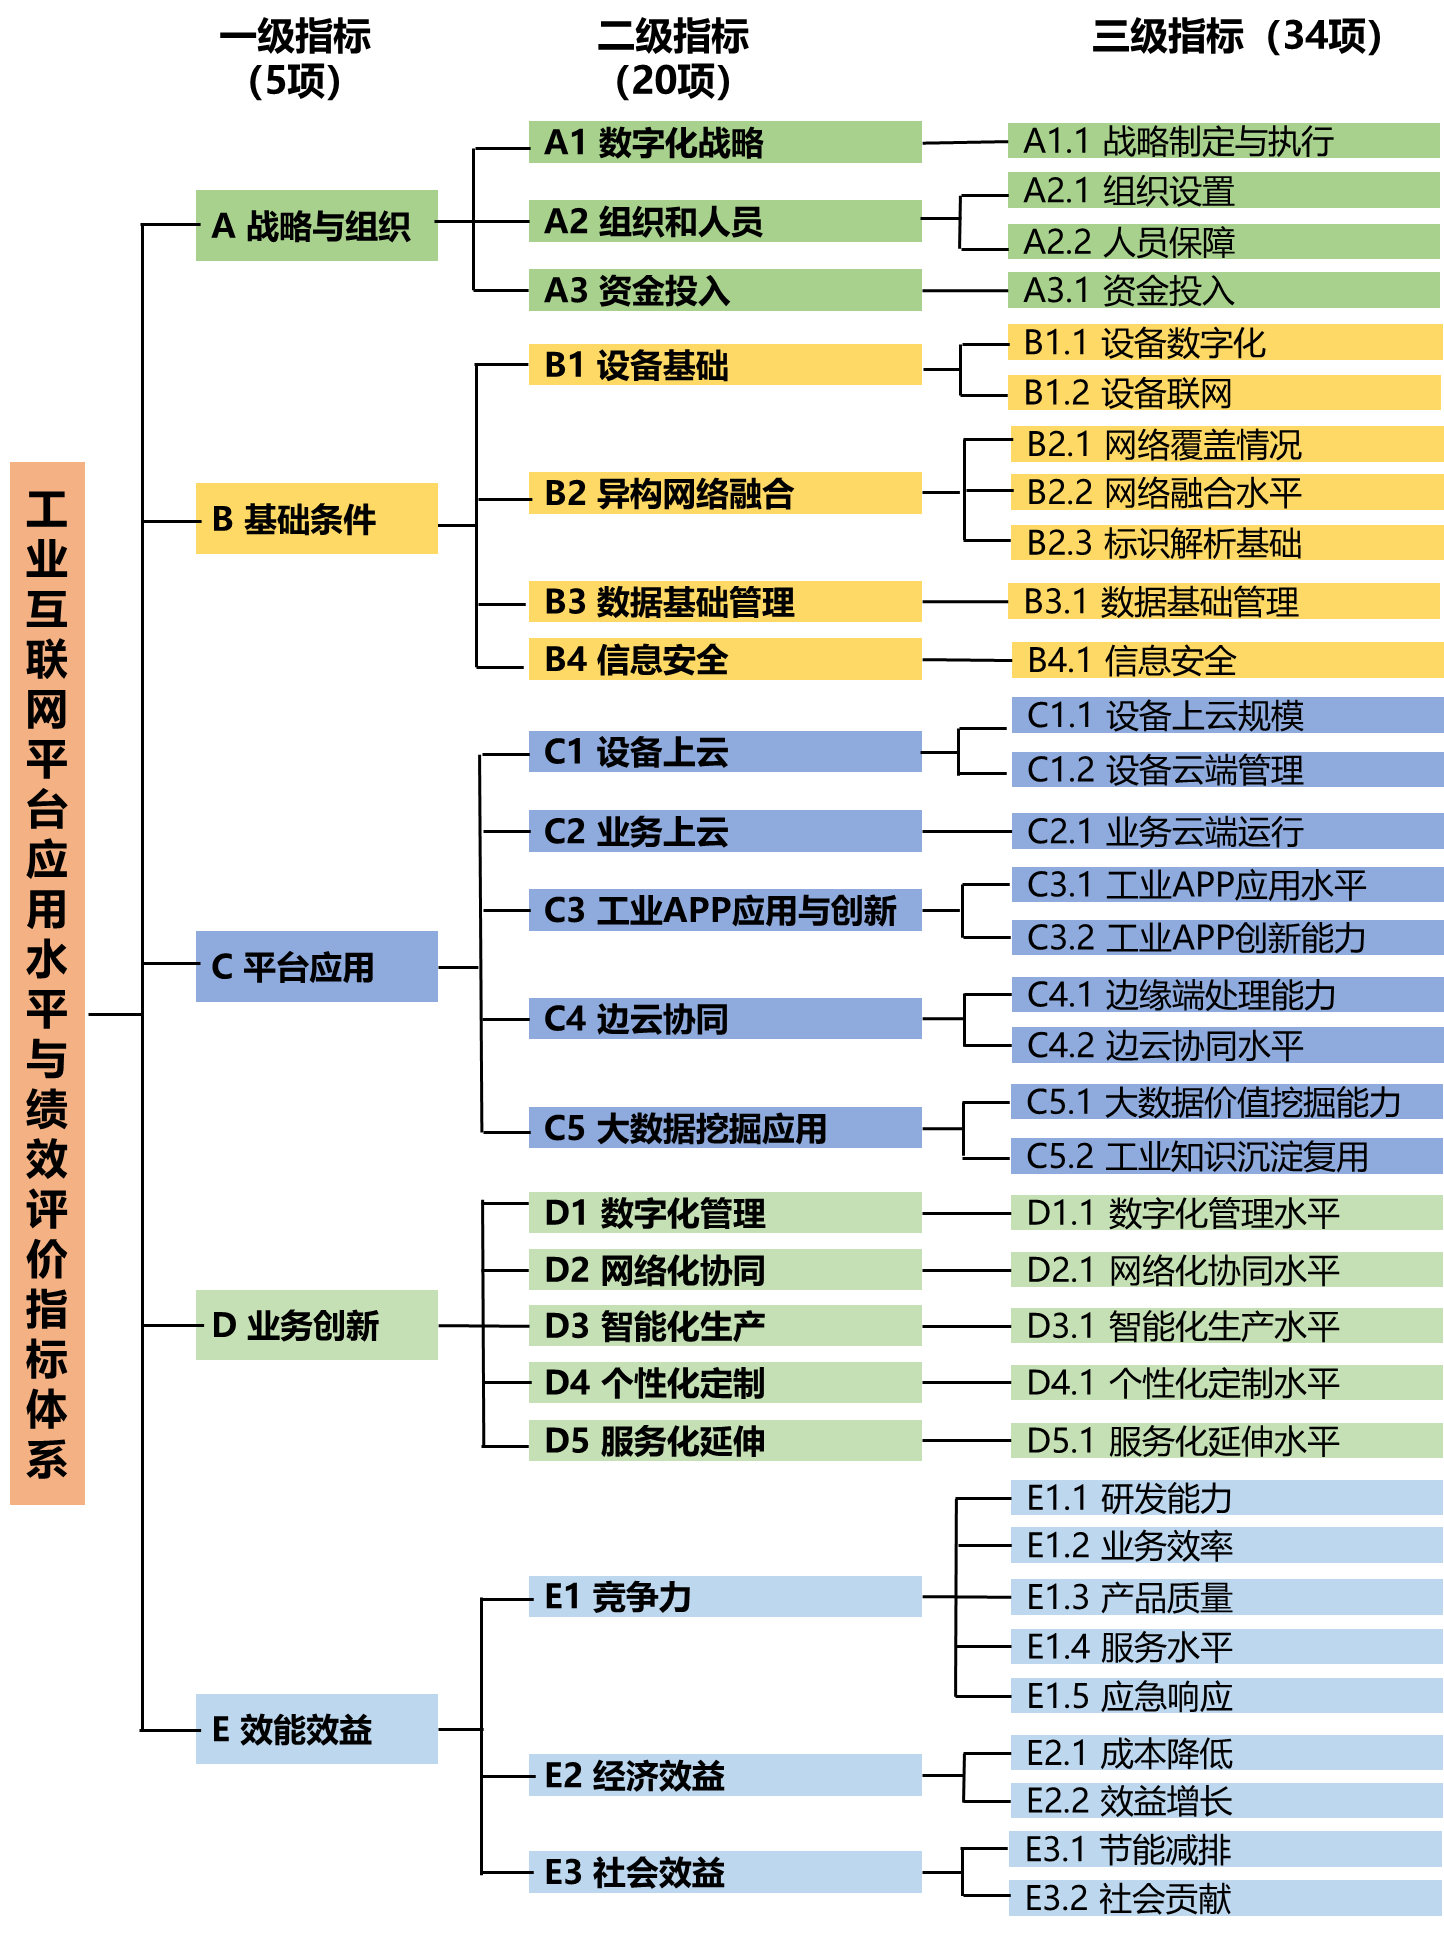 一级指标
（5项）
二级指标
（20项）
三级指标（34项）
工业互联网平台应用水平与绩效评价指标体系
A 战略与组织
A1 数字化战略
A1.1 战略制定与执行
A2 组织和人员
A2.1 组织设置
A2.2 人员保障
A3 资金投入
A3.1 资金投入
B 基础条件
B1 设备基础
B1.1 设备数字化
B1.2 设备联网
B2 异构网络融合
B2.1 网络覆盖情况
B2.2 网络融合水平
B2.3 标识解析基础
B3 数据基础管理
B3.1 数据基础管理
B4 信息安全
B4.1 信息安全
C 平台应用
C1 设备上云
C1.1 设备上云规模
C1.2 设备云端管理
C2 业务上云
C2.1 业务云端运行
C3 工业APP应用与创新
C3.1 工业APP应用水平
C3.2 工业APP创新能力
C4 边云协同
C4.1 边缘端处理能力
C4.2 边云协同水平
C5 大数据挖掘应用
C5.1 大数据价值挖掘能力
C5.2 工业知识沉淀复用
D 业务创新
D1 数字化管理
D1.1 数字化管理水平
D2 网络化协同
D2.1 网络化协同水平
D3 智能化生产
D3.1 智能化生产水平
D4 个性化定制
D4.1 个性化定制水平
D5 服务化延伸
D5.1 服务化延伸水平
E 效能效益
E1 竞争力
E1.1 研发能力
E1.2 业务效率
E1.3 产品质量
E1.4 服务水平
E1.5 应急响应
E2 经济效益
E2.1 成本降低
E2.2 效益增长
E3 社会效益
E3.1 节能减排
E3.2 社会贡献